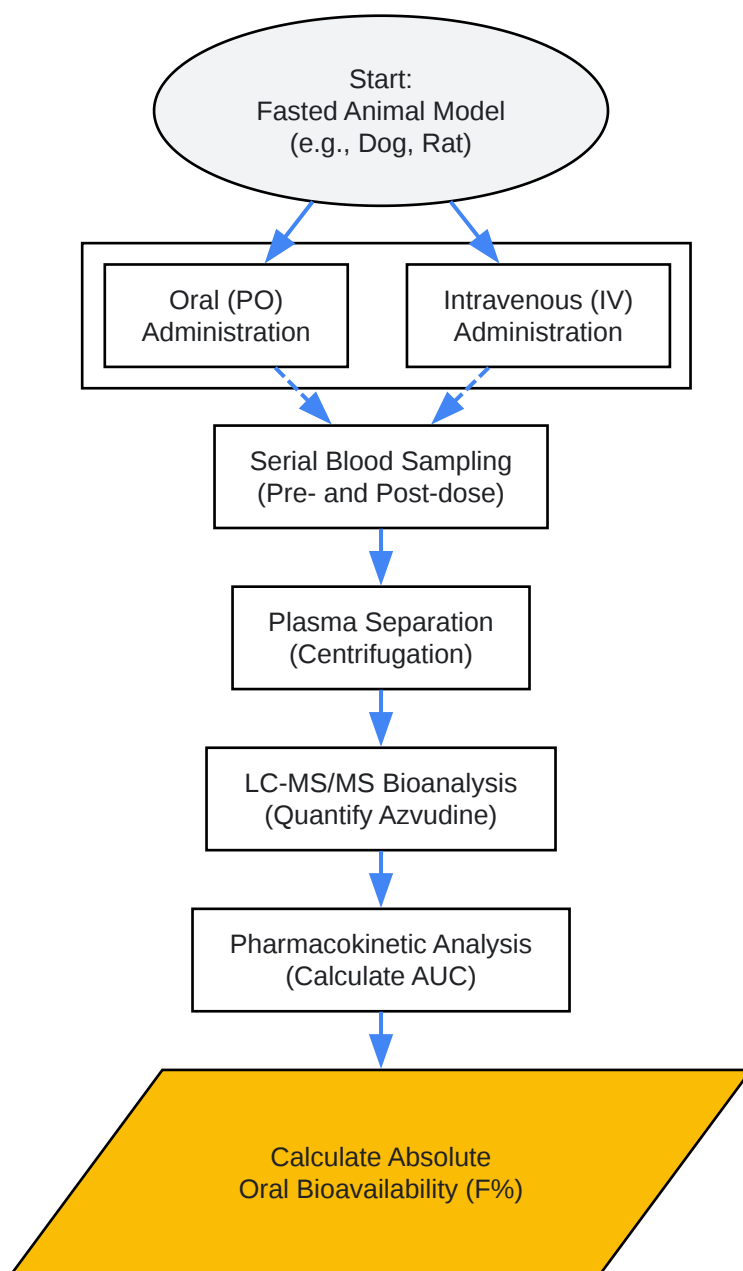 Start:
Fasted Animal Model
(e.g., Dog, Rat)
Oral (PO)
Administration
Intravenous (IV)
Administration
Serial Blood Sampling
(Pre- and Post-dose)
Plasma Separation
(Centrifugation)
LC-MS/MS Bioanalysis
(Quantify Azvudine)
Pharmacokinetic Analysis
(Calculate AUC)
Calculate Absolute
Oral Bioavailability (F%)